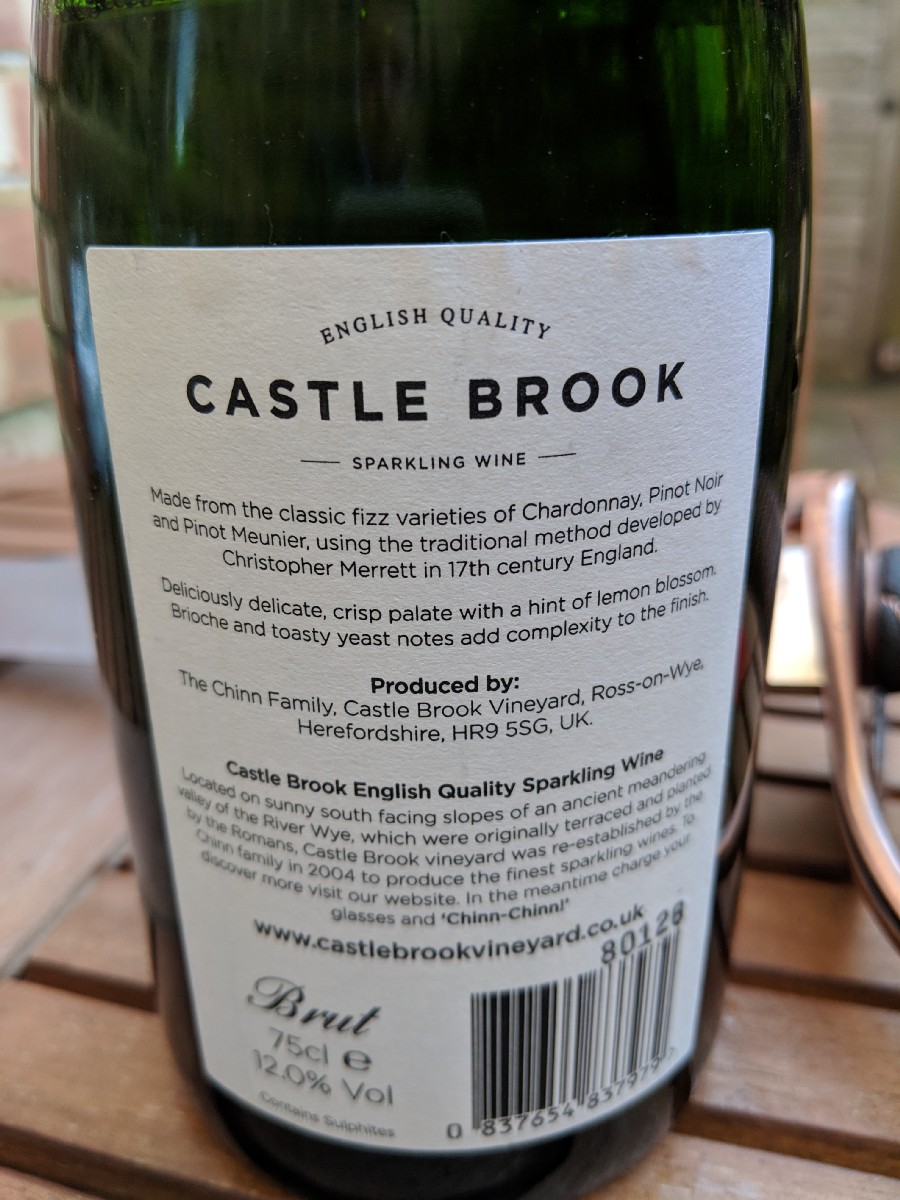 ENGLISH QUALITY
CASTLE BROOK
SPARKLING WINE
Made from the classic fizz varieties of Chardonnay, Pinot Noir
and Pinot Meunier, using the traditional method developed by
Christopher Merrett in 17th century England.
Deliciously delicate, crisp palate with a hint of lemon blossom.
Brioche and toasty yeast notes add complexity to the finish.
Produced by:
The Chinn Family, Castle Brook Vineyard, Ross-on-Wye,
Herefordshire, HR9 5SG, UK.
Castle Brook English Quality Sparkling Wine
Located on sunny south facing slopes of an ancient meandering
valley of the River Wye, which were originally terraced and planted
by the Romans, Castle Brook vineyard was re-established by the
Chinn family in 2004 to produce the finest sparkling wines. To
discover more visit our website. In the meantime charge your
glasses and 'Chinn-Chinn!'
www.castlebrookvineyard.co.uk
80128
Brut
75cl e
12.0% Vol
Contains Sulphites
0 837654 837979